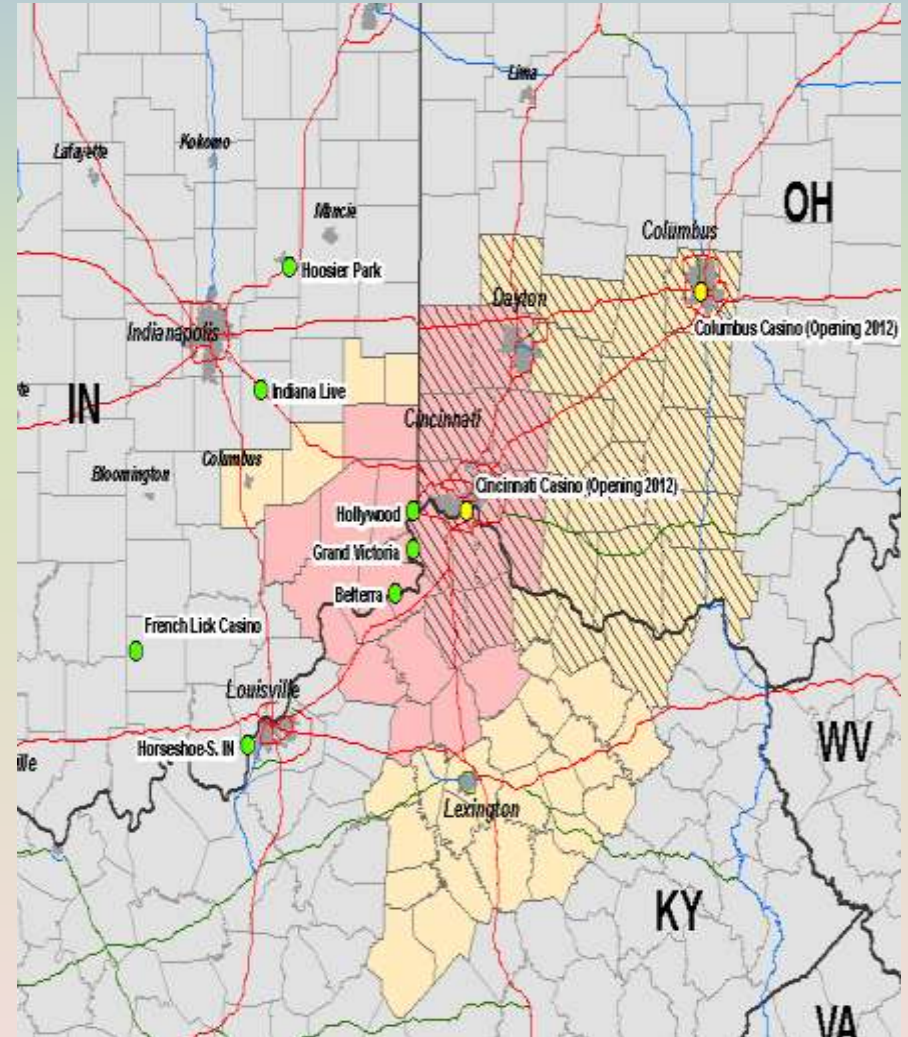 Lima
Lafayette
Kokomo
Muncie
OH
Columbus
Hoosier Park
Dayton
Indianapolis
Columbus Casino (Opening 2012)
Indiana Live
IN
Cincinnati
Columbus
Bloomington
Cincinnati Casino (Opening 2012)
Hollywood
Grand Victoria
Belterra
French Lick Casino
Louisville
Horseshoe-S. IN
WV
ille
Lexington
KY
VA